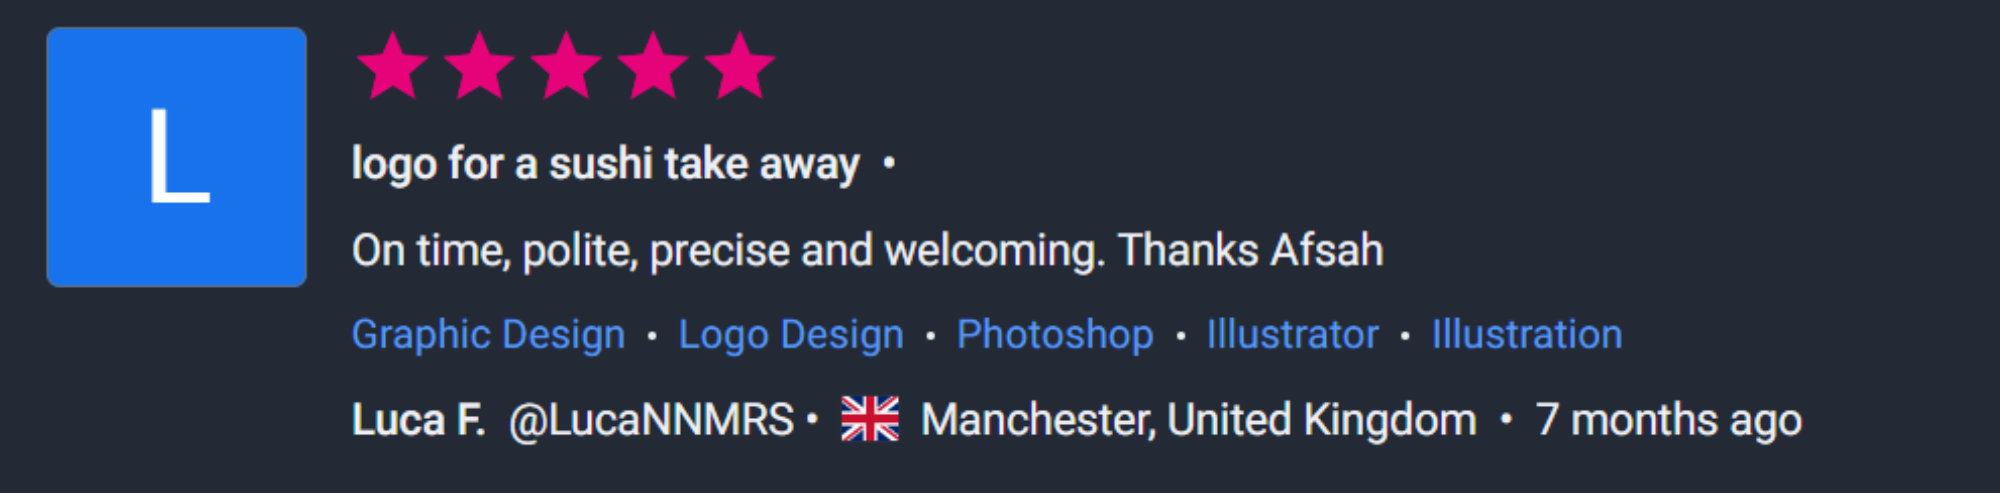 L
logo for a sushi take away •
On time, polite, precise and welcoming. Thanks Afsah
Graphic Design • Logo Design • Photoshop • Illustrator • Illustration
Luca F. @LucaNNMRS • Manchester, United Kingdom • 7 months ago